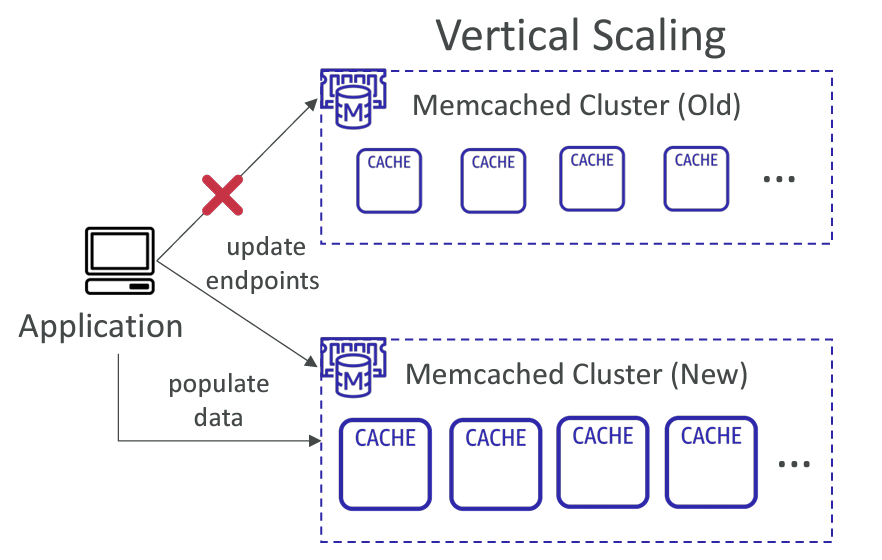 Vertical Scaling
M
Memcached Cluster (Old)
CACHE
CACHE
CACHE
CACHE
...
update
endpoints
Application
M
Memcached Cluster (New)
populate
data
CACHE
CACHE
CACHE
CACHE
...